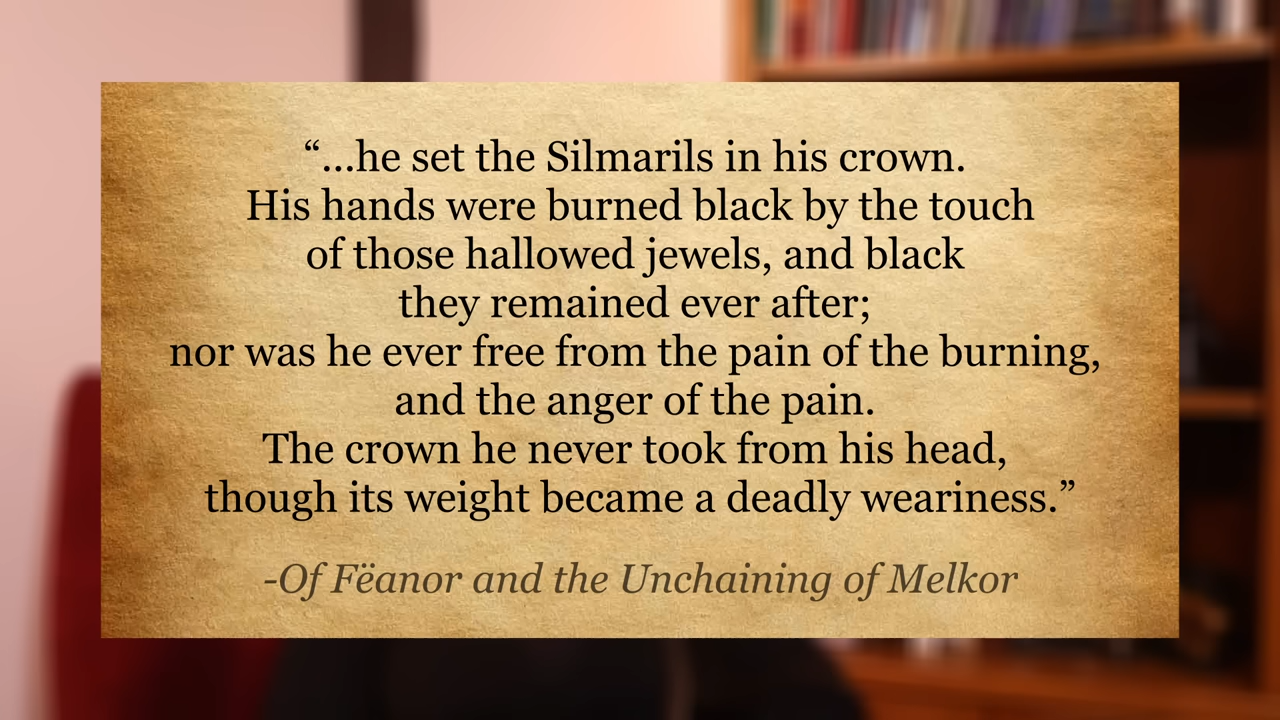 “...he set the Silmarils in his crown.
His hands were burned black by the touch
of those hallowed jewels, and black
they remained ever after;
nor was he ever free from the pain of the burning,
and the anger of the pain.
The crown he never took from his head,
though its weight became a deadly weariness.”
-Of Fëanor and the Unchaining of Melkor